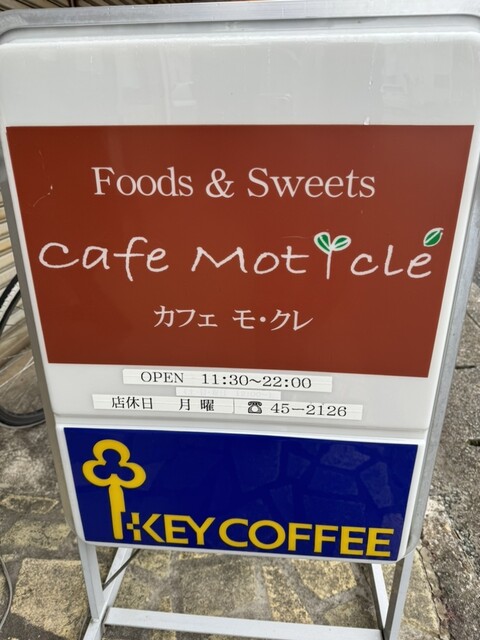 Foods & Sweets
Cafe Moticlé
カフェ モ・クレ
OPEN 11:30～22:00
店休日 月曜 ☎ 45-2126
KEY COFFEE